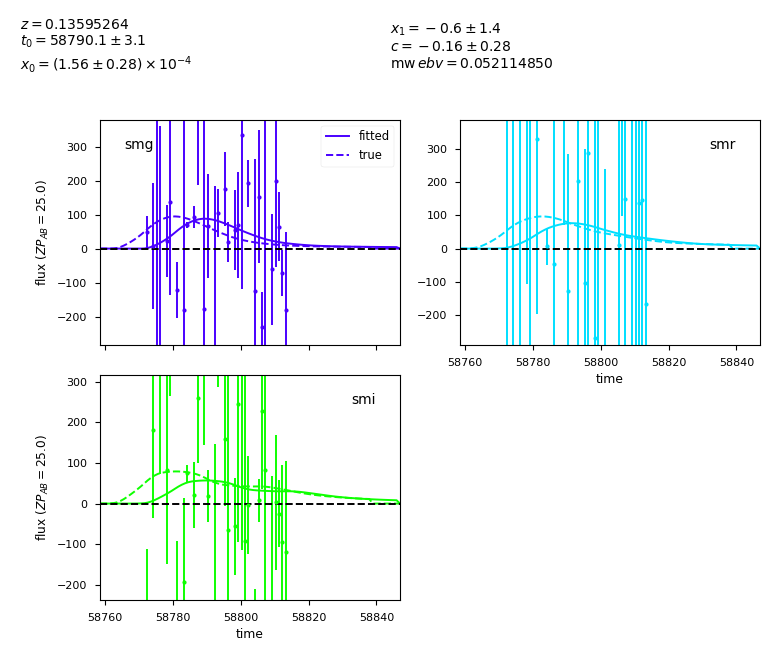 z = 0.13595264
t₀ = 58790.1 ± 3.1
x₀ = (1.56 ± 0.28) × 10⁻⁴
x₁ = −0.6 ± 1.4
c = −0.16 ± 0.28
mw ebv = 0.052114850
smg
fitted
true
flux (ZP_AB = 25.0)
300
200
100
0
−100
−200
smr
300
200
100
0
−100
−200
58760 58780 58800 58820 58840
time
smi
flux (ZP_AB = 25.0)
300
200
100
0
−100
−200
58760 58780 58800 58820 58840
time